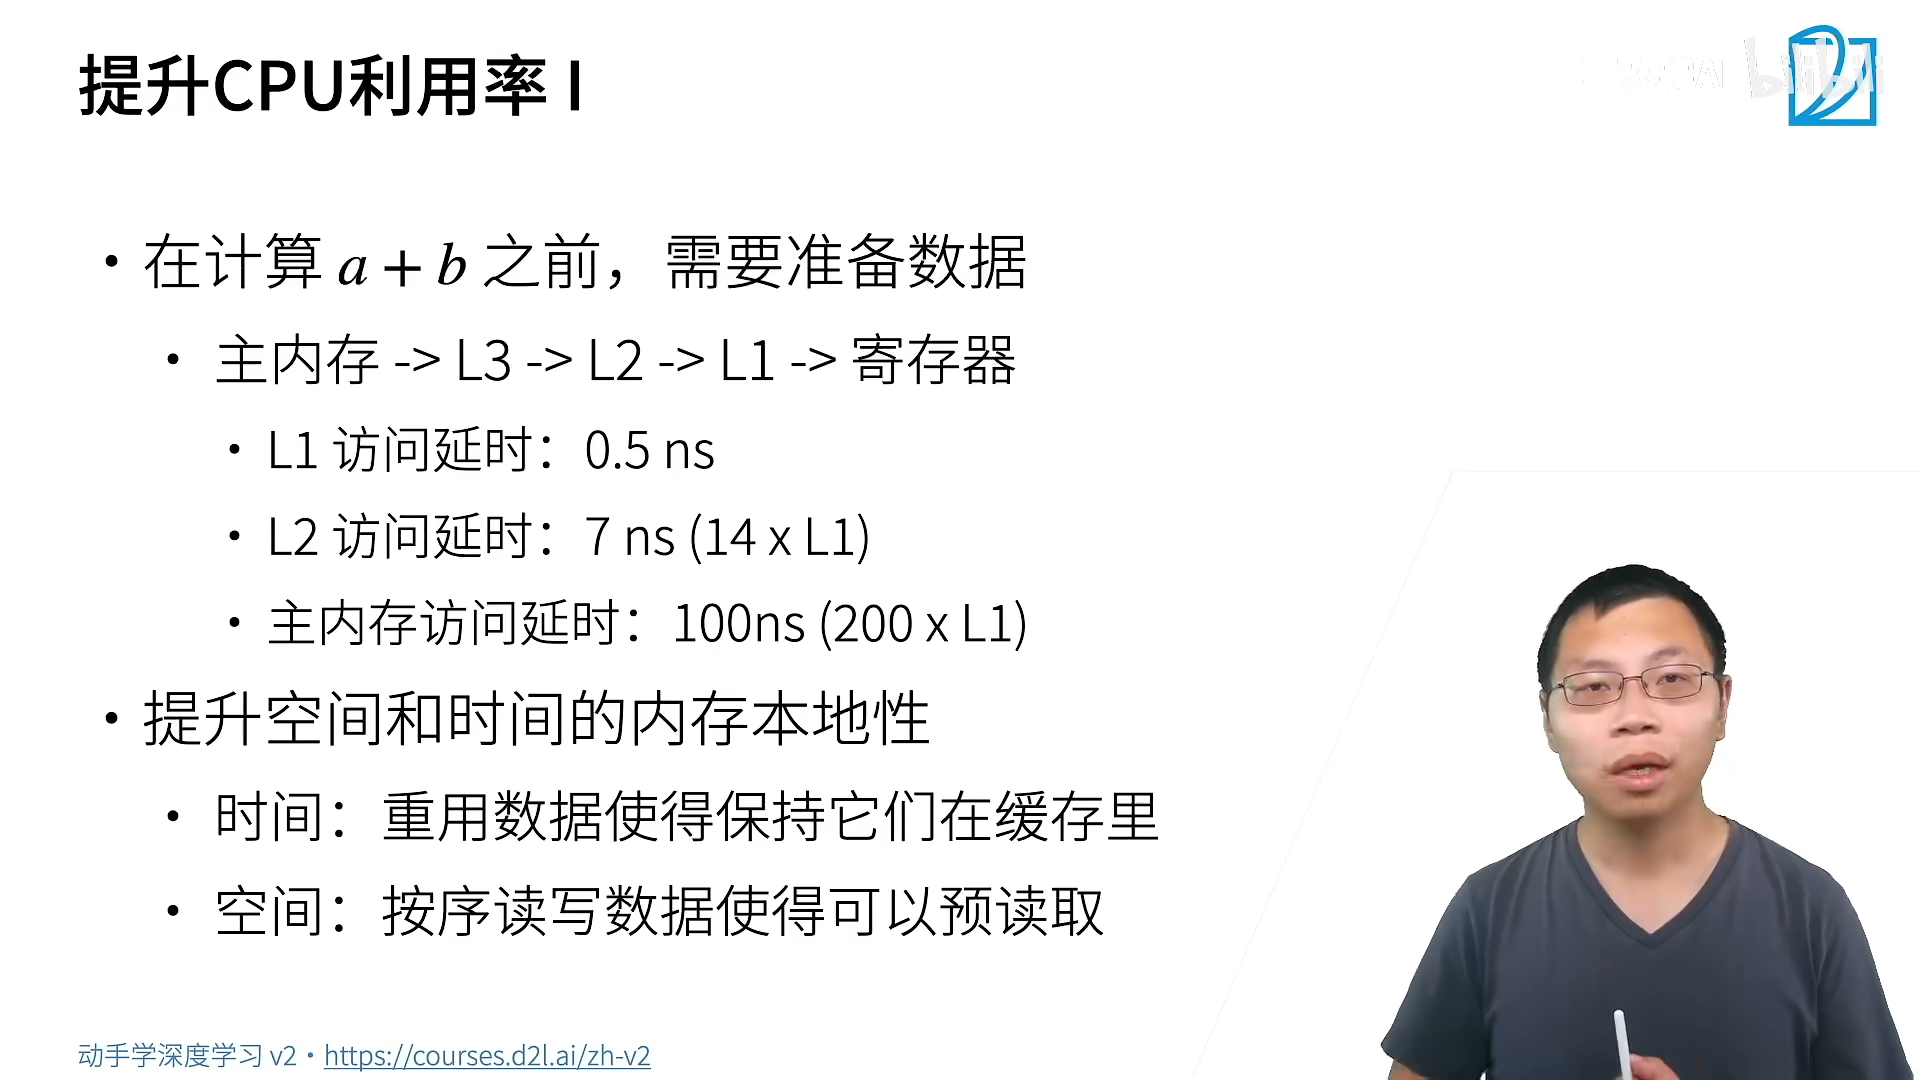 提升CPU利用率 I
bilibili
• 在计算 a + b 之前，需要准备数据
• 主内存 -> L3 -> L2 -> L1 -> 寄存器
• L1 访问延时：0.5 ns
• L2 访问延时：7 ns (14 x L1)
• 主内存访问延时：100ns (200 x L1)
• 提升空间和时间的内存本地性
• 时间：重用数据使得保持它们在缓存里
• 空间：按序读写数据使得可以预读取
动手学深度学习 v2 • https://courses.d2l.ai/zh-v2